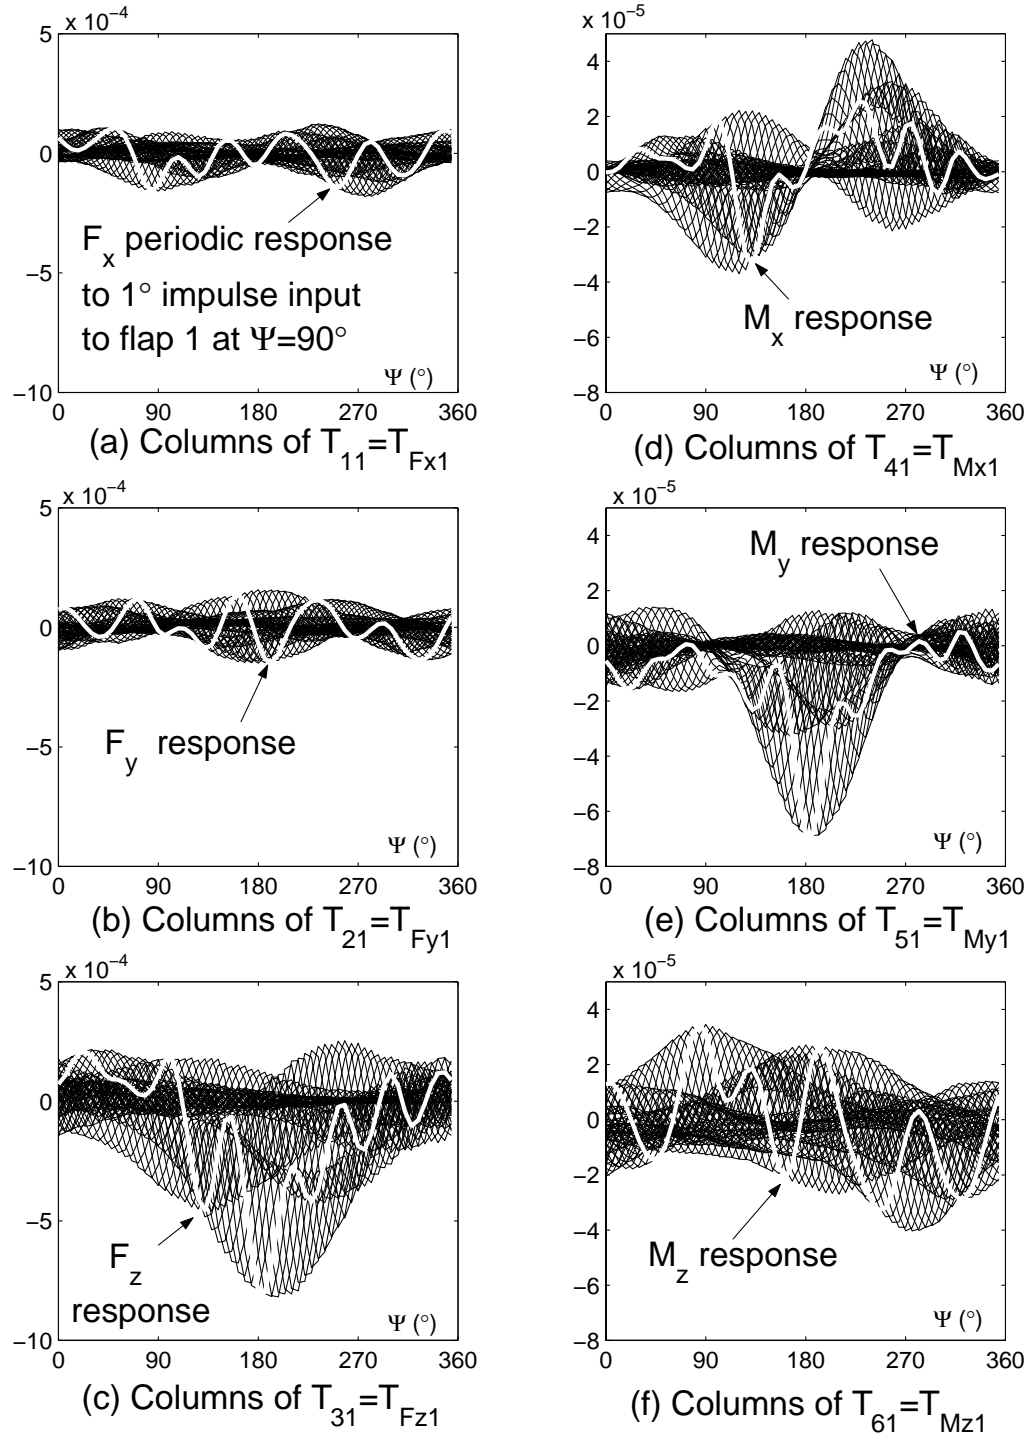 x 10⁻⁴
5
0
−5
−10
F_x periodic response
to 1° impulse input
to flap 1 at Ψ=90°
Ψ (°)
0 90 180 270 360
(a) Columns of T_11=T_Fx1
x 10⁻⁵
4
2
0
−2
−4
−6
−8
M_x response
Ψ (°)
0 90 180 270 360
(d) Columns of T_41=T_Mx1
x 10⁻⁴
5
0
−5
−10
F_y response
Ψ (°)
0 90 180 270 360
(b) Columns of T_21=T_Fy1
x 10⁻⁵
4
2
0
−2
−4
−6
−8
M_y response
Ψ (°)
0 90 180 270 360
(e) Columns of T_51=T_My1
x 10⁻⁴
5
0
−5
−10
F_z
response
Ψ (°)
0 90 180 270 360
(c) Columns of T_31=T_Fz1
x 10⁻⁵
4
2
0
−2
−4
−6
−8
M_z response
Ψ (°)
0 90 180 270 360
(f) Columns of T_61=T_Mz1